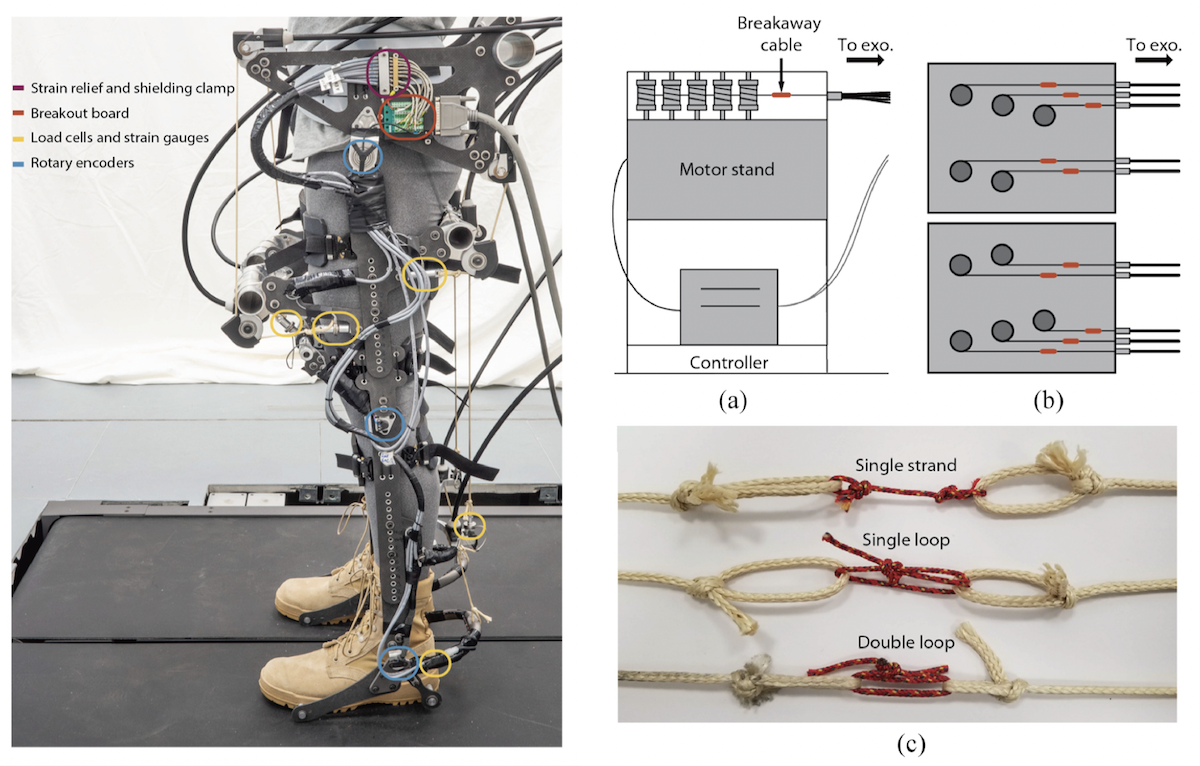 Strain relief and shielding clamp
Breakout board
Load cells and strain gauges
Rotary encoders
Breakaway
cable
To exo.
Motor stand
Controller
(a)
To exo.
(b)
Single strand
Single loop
Double loop
(c)